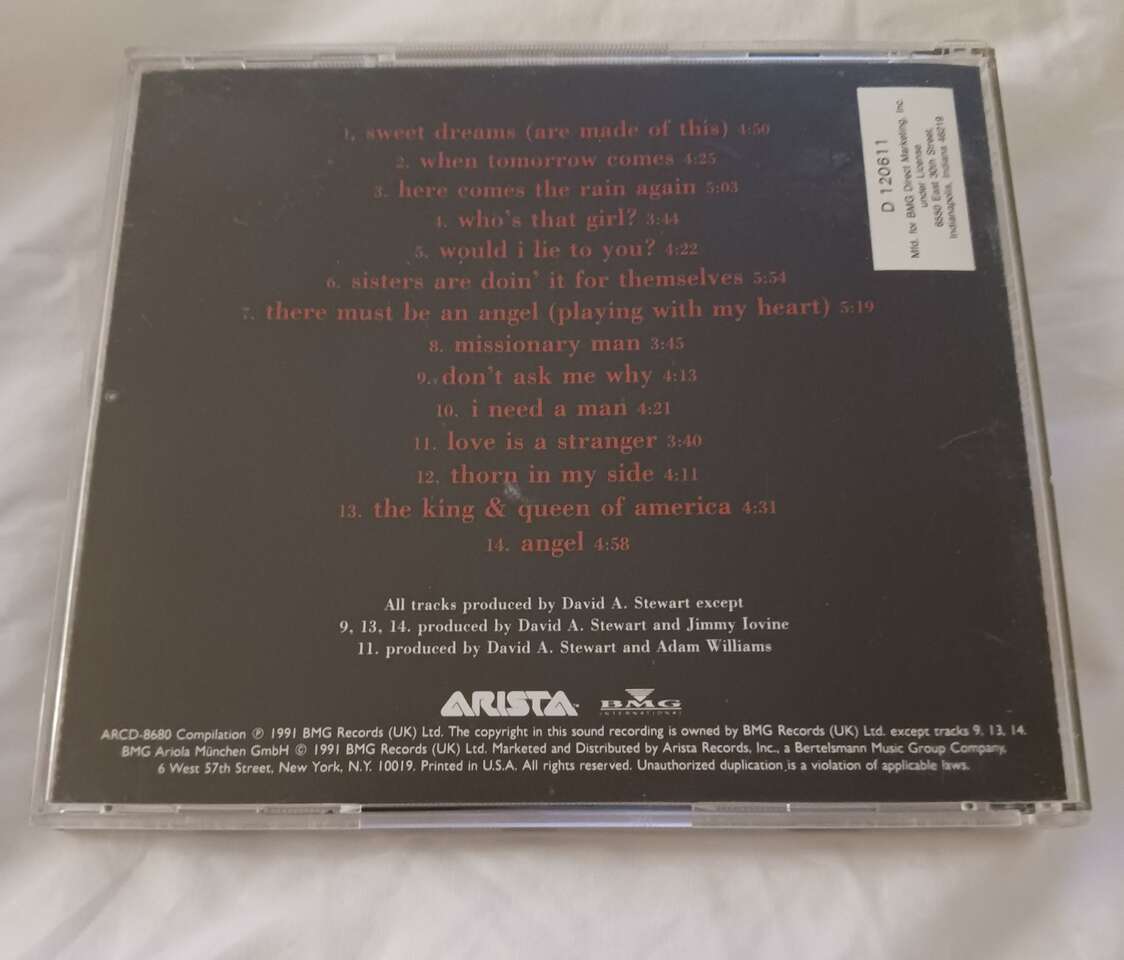 1. sweet dreams (are made of this) 4:50
2. when tomorrow comes 4:25
3. here comes the rain again 5:03
4. who's that girl? 3:44
5. would i lie to you? 4:22
6. sisters are doin' it for themselves 5:54
7. there must be an angel (playing with my heart) 5:19
8. missionary man 3:45
9. don't ask me why 4:13
10. i need a man 4:21
11. love is a stranger 3:40
12. thorn in my side 4:11
13. the king & queen of america 4:31
14. angel 4:58
All tracks produced by David A. Stewart except
9, 13, 14. produced by David A. Stewart and Jimmy Iovine
11. produced by David A. Stewart and Adam Williams
ARISTA™ BMG
INTERNATIONAL
ARCD-8680 Compilation ℗ 1991 BMG Records (UK) Ltd. The copyright in this sound recording is owned by BMG Records (UK) Ltd. except tracks 9, 13, 14.
BMG Ariola München GmbH © 1991 BMG Records (UK) Ltd. Marketed and Distributed by Arista Records, Inc., a Bertelsmann Music Group Company,
6 West 57th Street, New York, N.Y. 10019. Printed in U.S.A. All rights reserved. Unauthorized duplication is a violation of applicable laws.
D 120611
Mfd. for BMG Direct Marketing, Inc.
under License
6550 East 30th Street,
Indianapolis, Indiana 46219